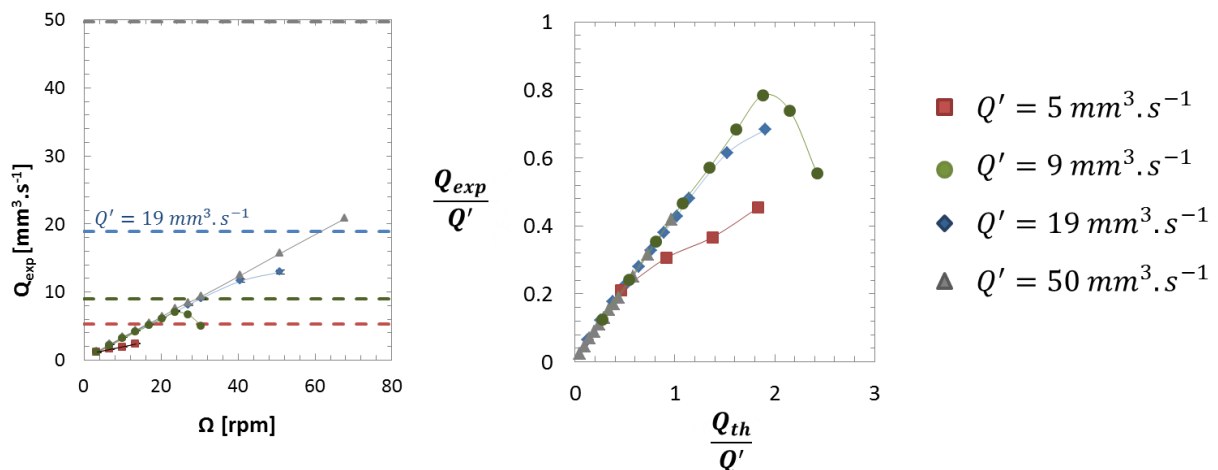 50
40
30
20
10
0
Q_exp [mm³.s⁻¹]
Q′ = 19 mm³.s⁻¹
0 20 40 60 80
Ω [rpm]
Q_exp
Q′
1
0.8
0.6
0.4
0.2
0
0 1 2 3
Q_th
Q′
Q′ = 5 mm³.s⁻¹
Q′ = 9 mm³.s⁻¹
Q′ = 19 mm³.s⁻¹
Q′ = 50 mm³.s⁻¹